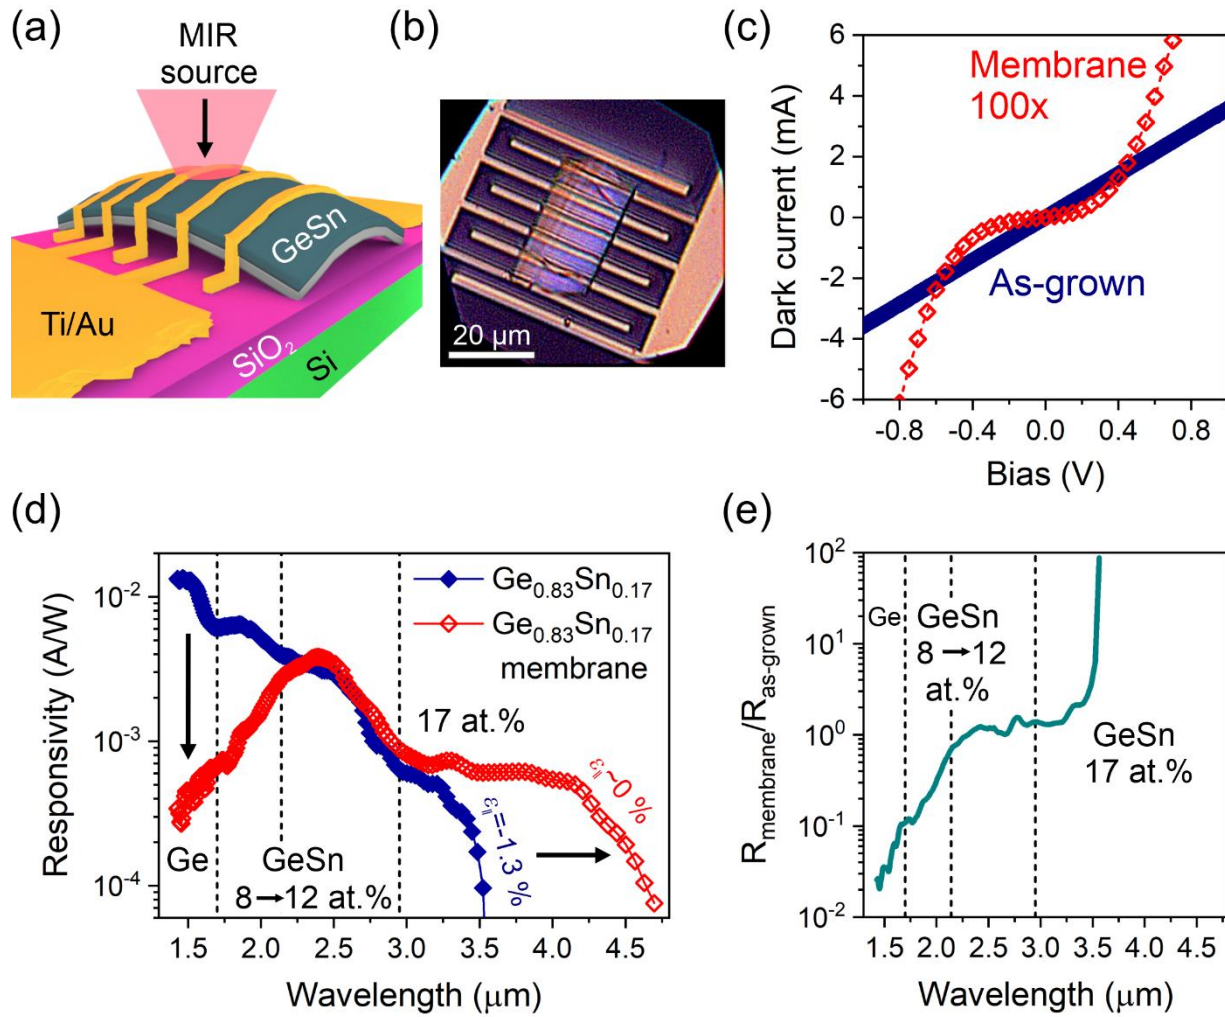 (a)
MIR
source
GeSn
Ti/Au
SiO₂
Si
(b)
20 μm
(c)
Dark current (mA)
6
4
2
0
-2
-4
-6
Membrane
100x
As-grown
-0.8 -0.4 0.0 0.4 0.8
Bias (V)
(d)
Responsivity (A/W)
10⁻²
10⁻³
10⁻⁴
Ge₀.₈₃Sn₀.₁₇
Ge₀.₈₃Sn₀.₁₇
membrane
17 at.%
ε∥~0 %
ε∥=-1.3 %
Ge
GeSn
8→12 at.%
1.5 2.0 2.5 3.0 3.5 4.0 4.5
Wavelength (μm)
(e)
R_membrane/R_as-grown
10²
10¹
10⁰
10⁻¹
10⁻²
Ge
GeSn
8→12
at.%
GeSn
17 at.%
1.5 2.0 2.5 3.0 3.5 4.0 4.5
Wavelength (μm)